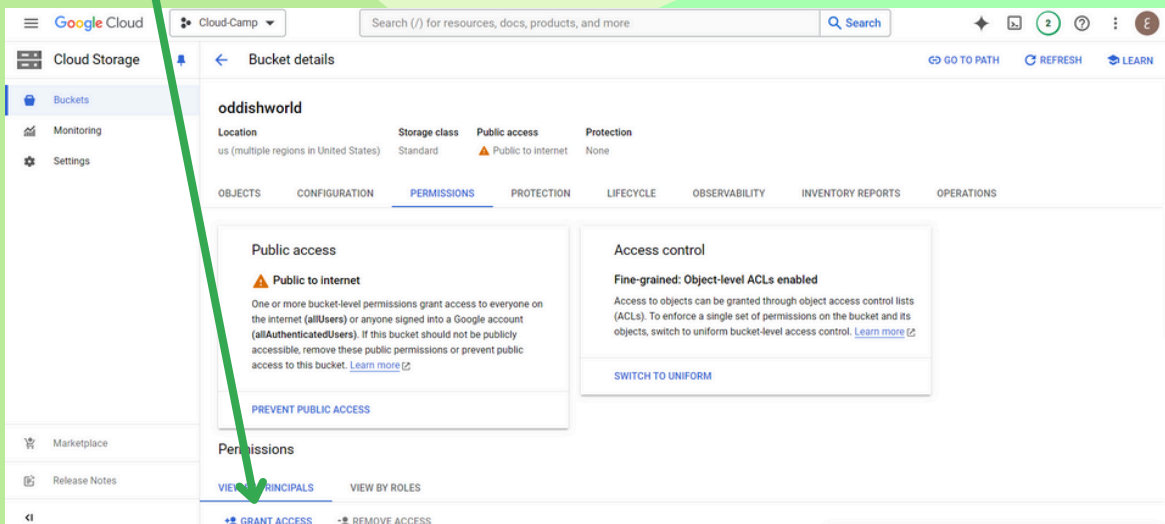 Google Cloud
Cloud-Camp
Search (/) for resources, docs, products, and more
Search
2
ε
Cloud Storage
Bucket details
GO TO PATH
REFRESH
LEARN
Buckets
Monitoring
Settings
oddishworld
Location
Storage class
Public access
Protection
us (multiple regions in United States)
Standard
Public to internet
None
OBJECTS
CONFIGURATION
PERMISSIONS
PROTECTION
LIFECYCLE
OBSERVABILITY
INVENTORY REPORTS
OPERATIONS
Public access
Public to internet
One or more bucket-level permissions grant access to everyone on
the internet (allUsers) or anyone signed into a Google account
(allAuthenticatedUsers). If this bucket should not be publicly
accessible, remove these public permissions or prevent public
access to this bucket. Learn more
PREVENT PUBLIC ACCESS
Access control
Fine-grained: Object-level ACLs enabled
Access to objects can be granted through object access control lists
(ACLs). To enforce a single set of permissions on the bucket and its
objects, switch to uniform bucket-level access control. Learn more
SWITCH TO UNIFORM
Marketplace
Release Notes
Permissions
VIEW BY PRINCIPALS
VIEW BY ROLES
GRANT ACCESS
REMOVE ACCESS